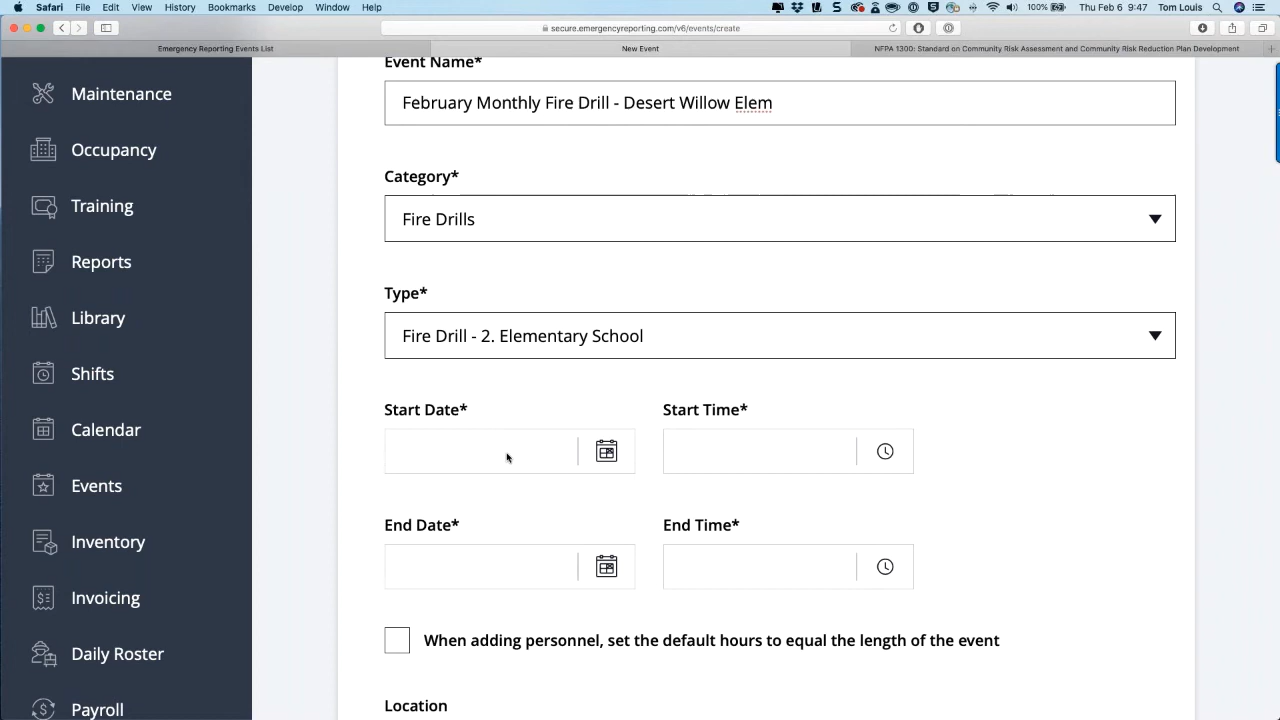 Safari File Edit View History Bookmarks Develop Window Help 100% Thu Feb 6 9:47 Tom Louis
secure.emergencyreporting.com/v6/events/create
Emergency Reporting Events List New Event NFPA 1300: Standard on Community Risk Assessment and Community Risk Reduction Plan Development
Maintenance
Occupancy
Training
Reports
Library
Shifts
Calendar
Events
Inventory
Invoicing
Daily Roster
Payroll
Event Name*
February Monthly Fire Drill - Desert Willow Elem
Category*
Fire Drills
Type*
Fire Drill - 2. Elementary School
Start Date* Start Time*
End Date* End Time*
When adding personnel, set the default hours to equal the length of the event
Location